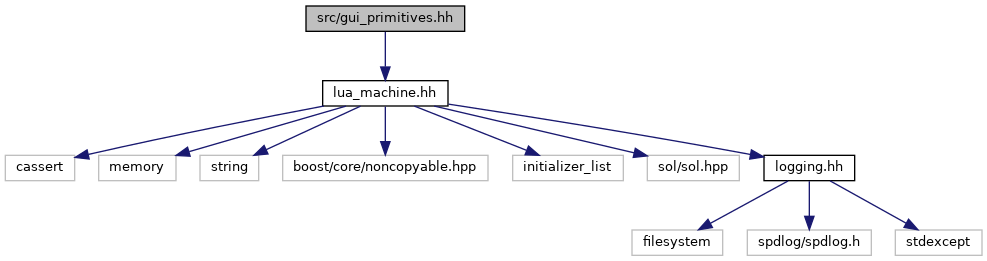 src/gui_primitives.hh
lua_machine.hh
cassert
memory
string
boost/core/noncopyable.hpp
initializer_list
sol/sol.hpp
logging.hh
filesystem
spdlog/spdlog.h
stdexcept